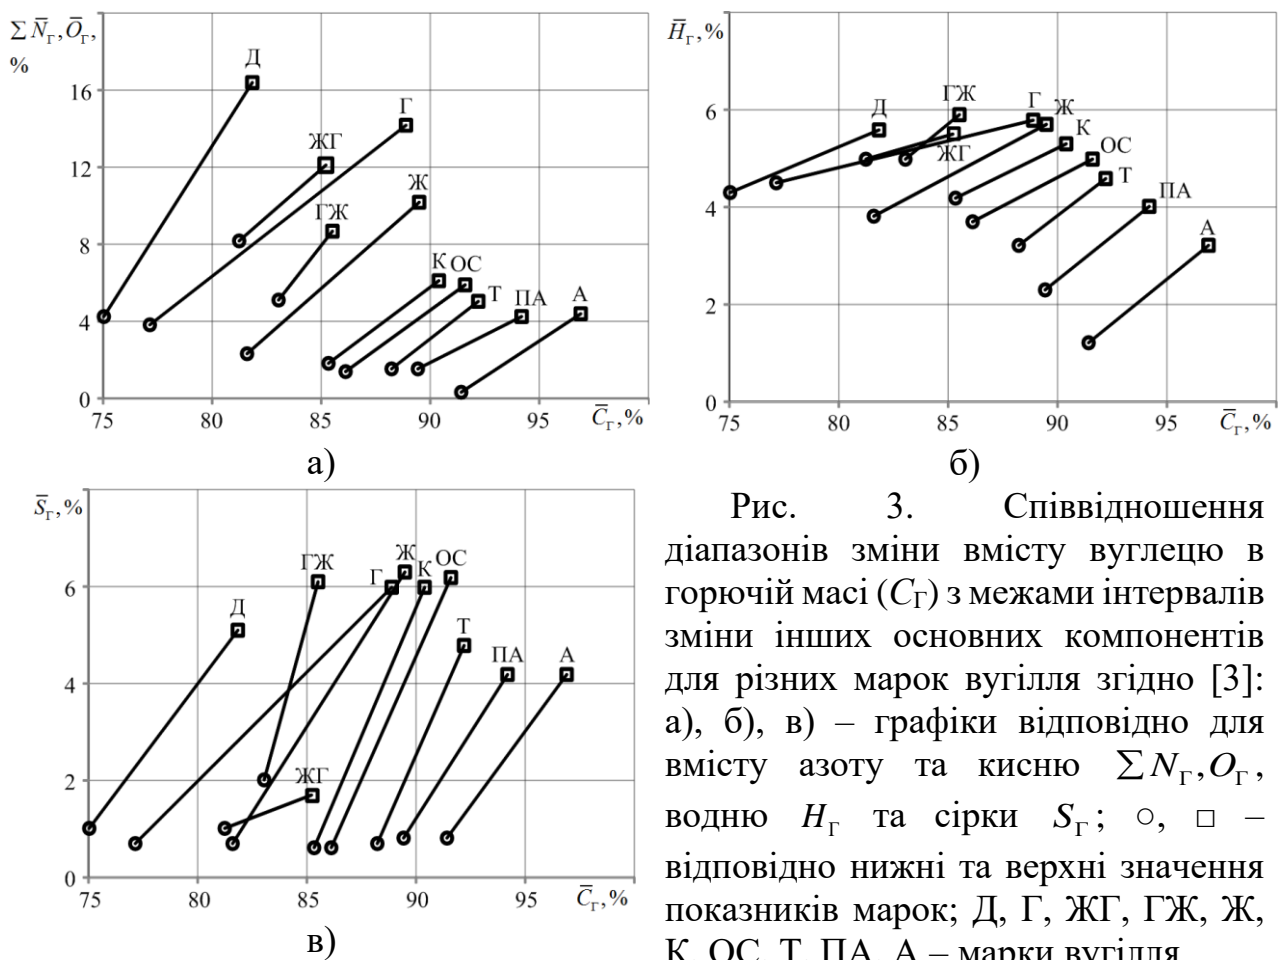 ∑ N̅Г, O̅Г,
%
16
12
8
4
0
75
80
85
90
95
C̅Г, %
Д
Г
ЖГ
Ж
ГЖ
К
ОС
Т
ПА
А
а)
H̅Г, %
6
4
2
0
75
80
85
90
95
C̅Г, %
Д
ГЖ
Г
Ж
К
ЖГ
ОС
Т
ПА
А
б)
S̅Г, %
6
4
2
0
75
80
85
90
95
C̅Г, %
Д
ГЖ
Г
Ж
К
ОС
Т
ПА
А
ЖГ
в)
Рис. 3. Співвідношення
діапазонів зміни вмісту вуглецю в
горючій масі (CГ) з межами інтервалів
зміни інших основних компонентів
для різних марок вугілля згідно [3]:
а), б), в) – графіки відповідно для
вмісту азоту та кисню ∑ NГ, OГ,
водню HГ та сірки SГ; ○, □ –
відповідно нижні та верхні значення
показників марок; Д, Г, ЖГ, ГЖ, Ж,
К, ОС, Т, ПА, А – марки вугілля